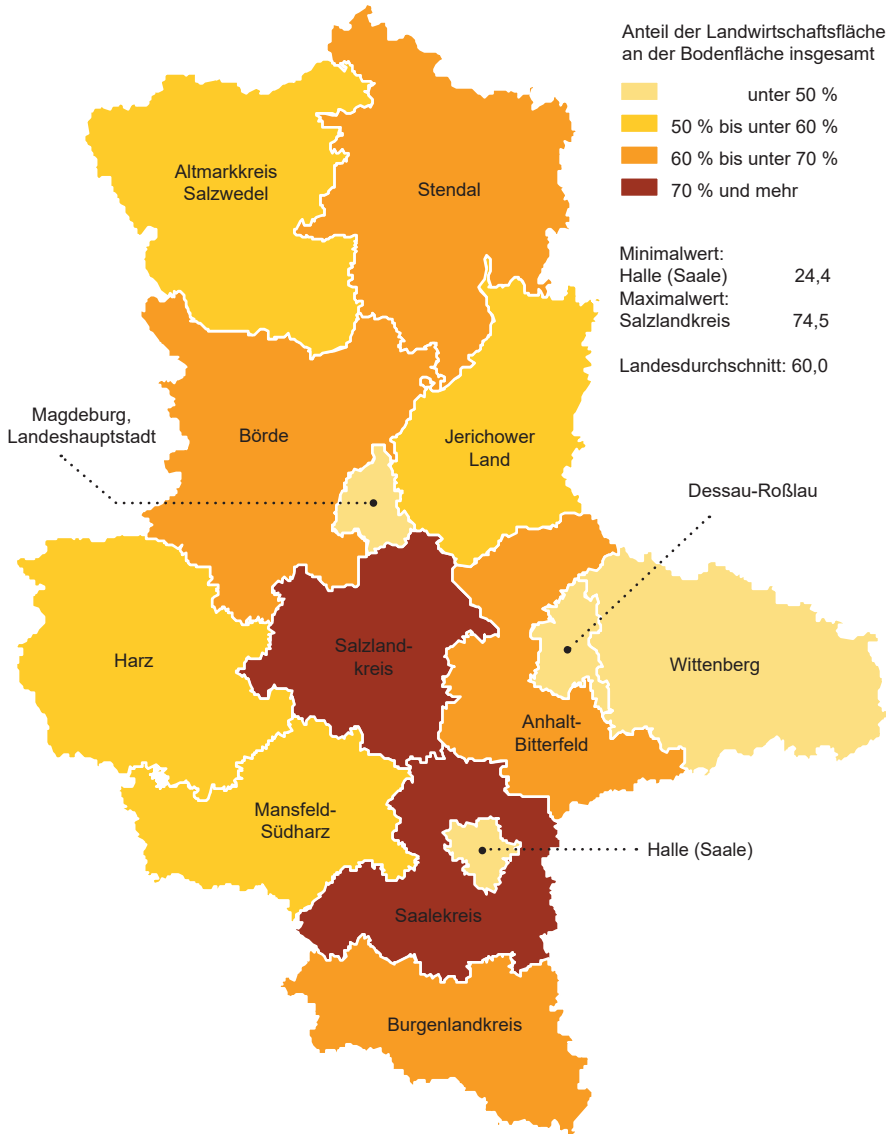 Anteil der Landwirtschaftsfläche
an der Bodenfläche insgesamt
unter 50 %
50 % bis unter 60 %
60 % bis unter 70 %
70 % und mehr
Minimalwert:
Halle (Saale) 24,4
Maximalwert:
Salzlandkreis 74,5
Landesdurchschnitt: 60,0
Altmarkkreis
Salzwedel
Stendal
Magdeburg,
Landeshauptstadt
Börde
Jerichower
Land
Dessau-Roßlau
Harz
Salzland-
kreis
Wittenberg
Anhalt-
Bitterfeld
Mansfeld-
Südharz
Halle (Saale)
Saalekreis
Burgenlandkreis